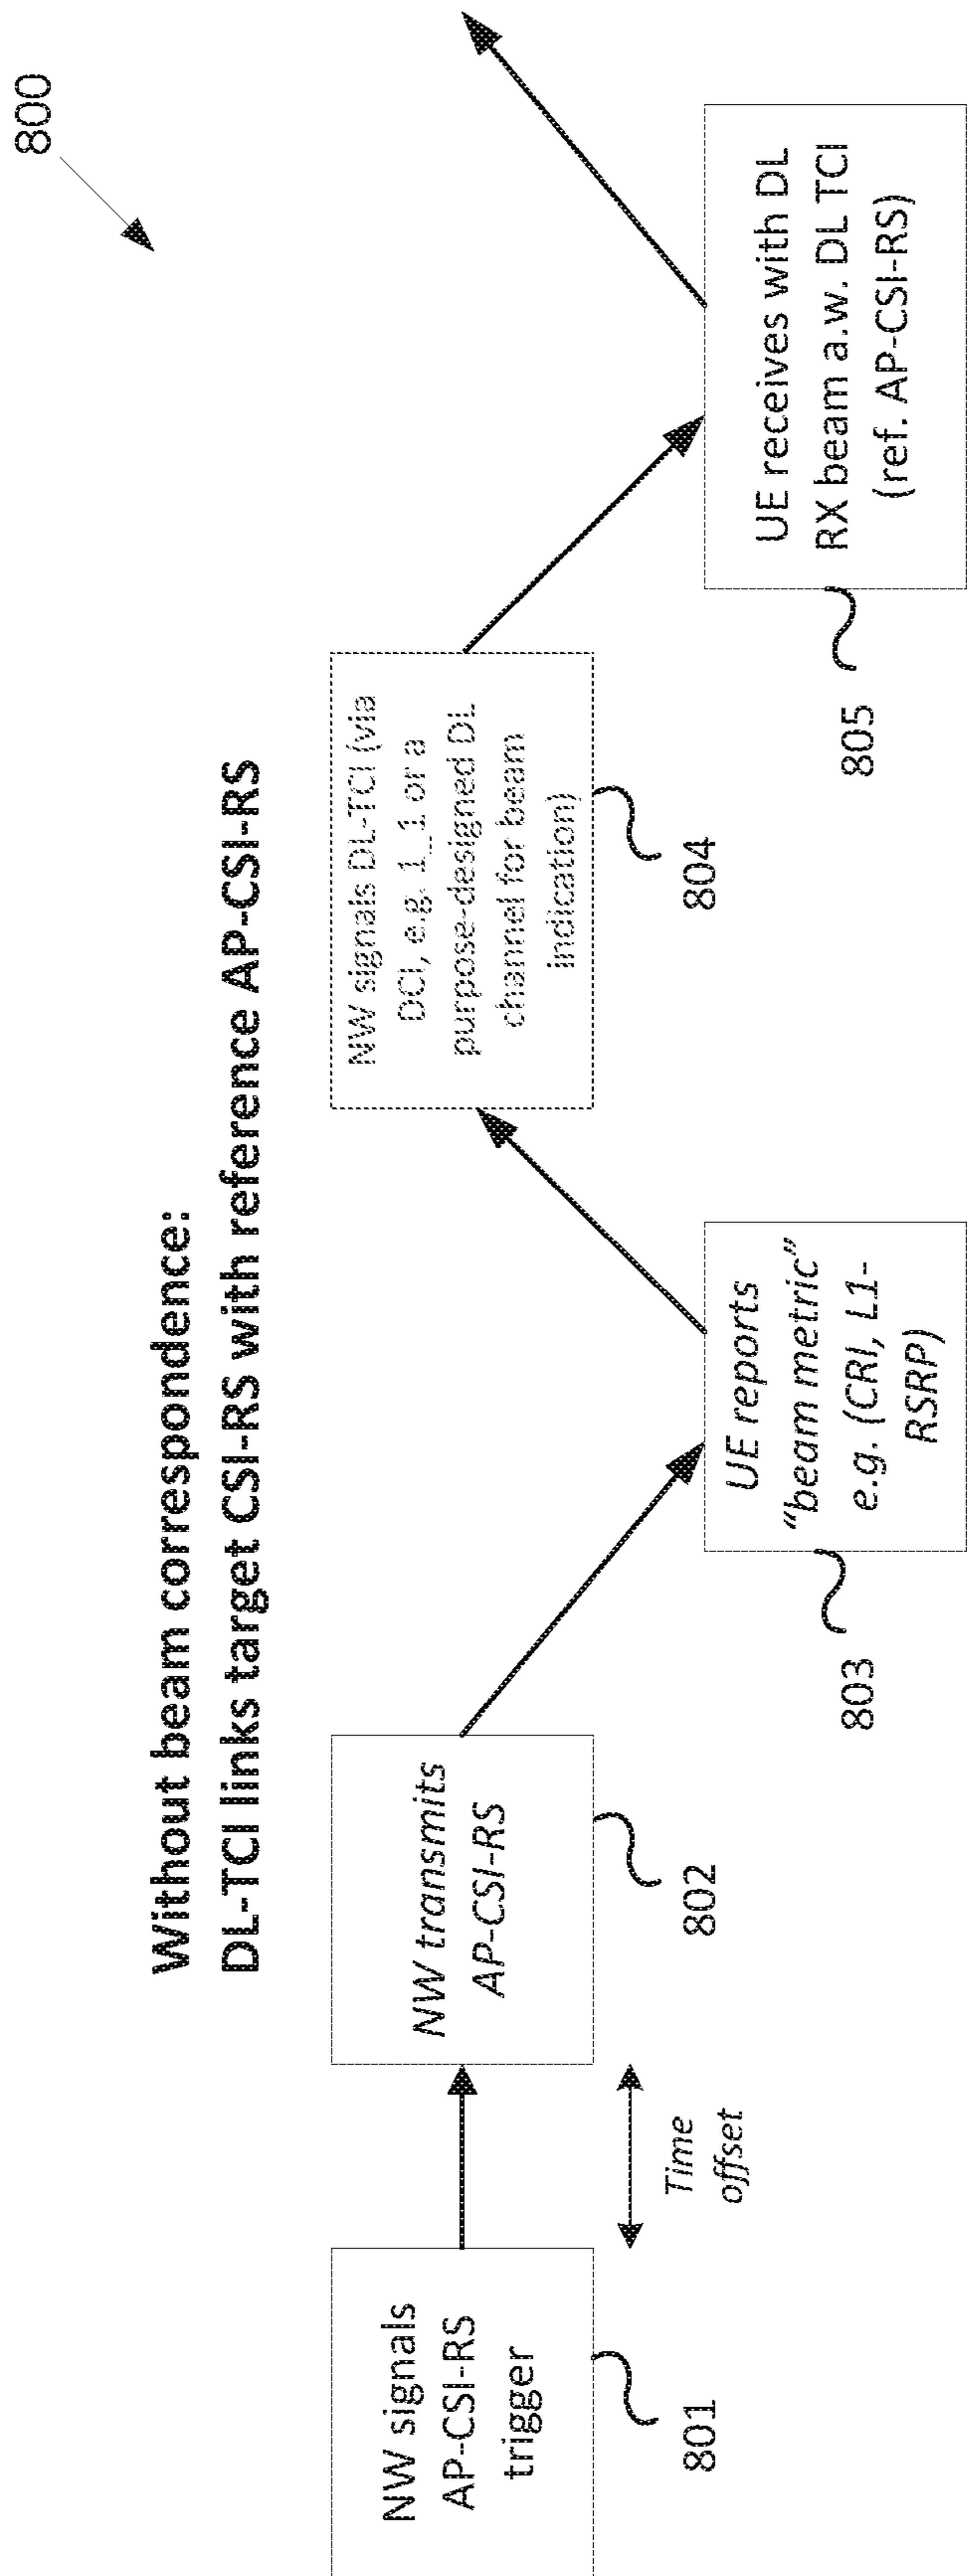 800
Without beam correspondence:
DL-TCI links target CSI-RS with reference AP-CSI-RS
NW signals
AP-CSI-RS
trigger
801
Time
offset
NW transmits
AP-CSI-RS
802
UE reports
“beam metric”
e.g. (CRI, L1-
RSRP)
803
NW signals DL-TCI (via
DCI, e.g. 1_1 or a
purpose-designed DL
channel for beam
indication)
804
UE receives with DL
RX beam a.w. DL TCI
(ref. AP-CSI-RS)
805